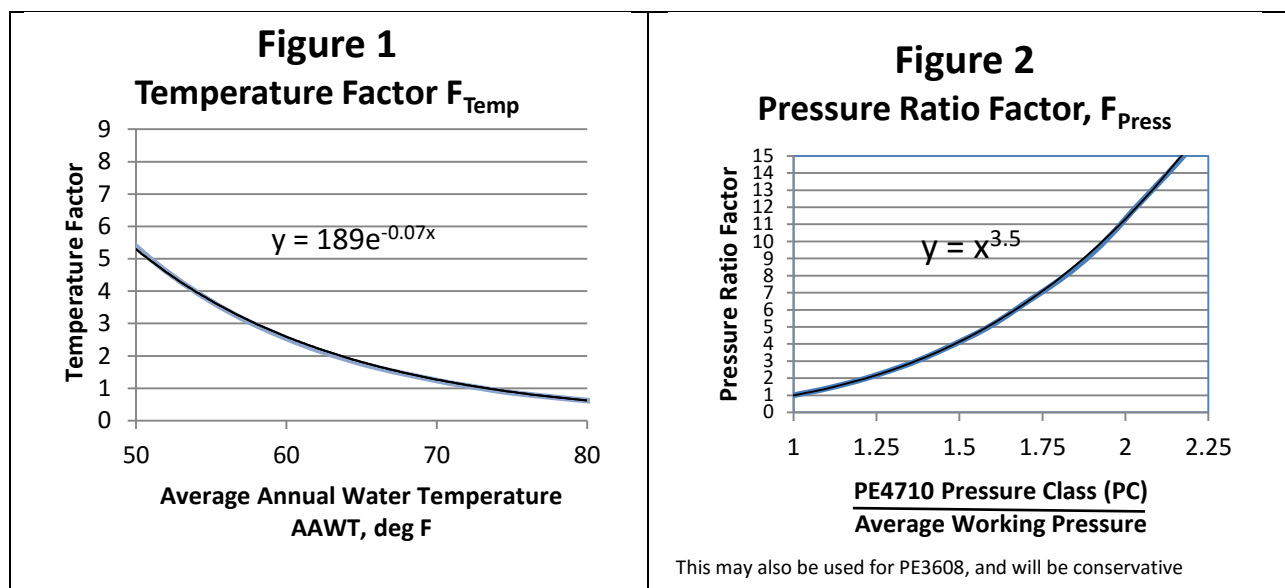 Figure 1
Temperature Factor F_Temp
9
8
7
6
5
4
3
2
1
0
Temperature Factor
y = 189e^-0.07x
50 60 70 80
Average Annual Water Temperature
AAWT, deg F
Figure 2
Pressure Ratio Factor, F_Press
15
14
13
12
11
10
9
8
7
6
5
4
3
2
1
0
Pressure Ratio Factor
y = x^3.5
1 1.25 1.5 1.75 2 2.25
PE4710 Pressure Class (PC)
Average Working Pressure
This may also be used for PE3608, and will be conservative